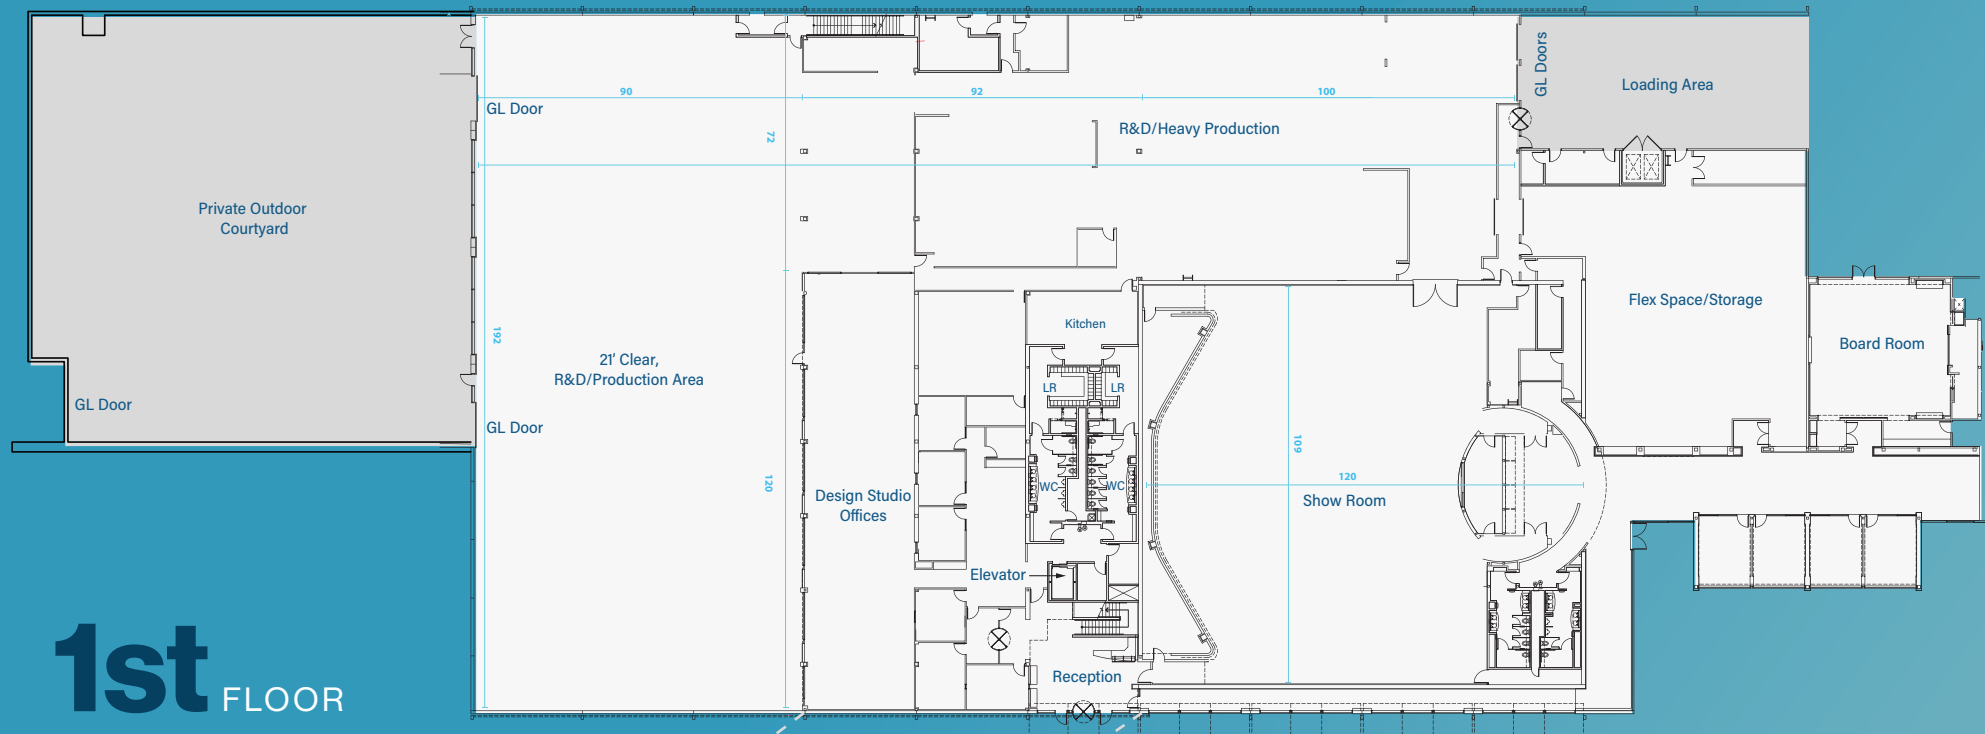 GL Doors
Loading Area
90
92
100
GL Door
R&D/Heavy Production
72
Private Outdoor
Courtyard
Flex Space/Storage
Kitchen
192
Board Room
21' Clear,
R&D/Production Area
LR
LR
GL Door
GL Door
109
120
120
WC
WC
Show Room
Design Studio
Offices
Elevator
Reception
1st FLOOR